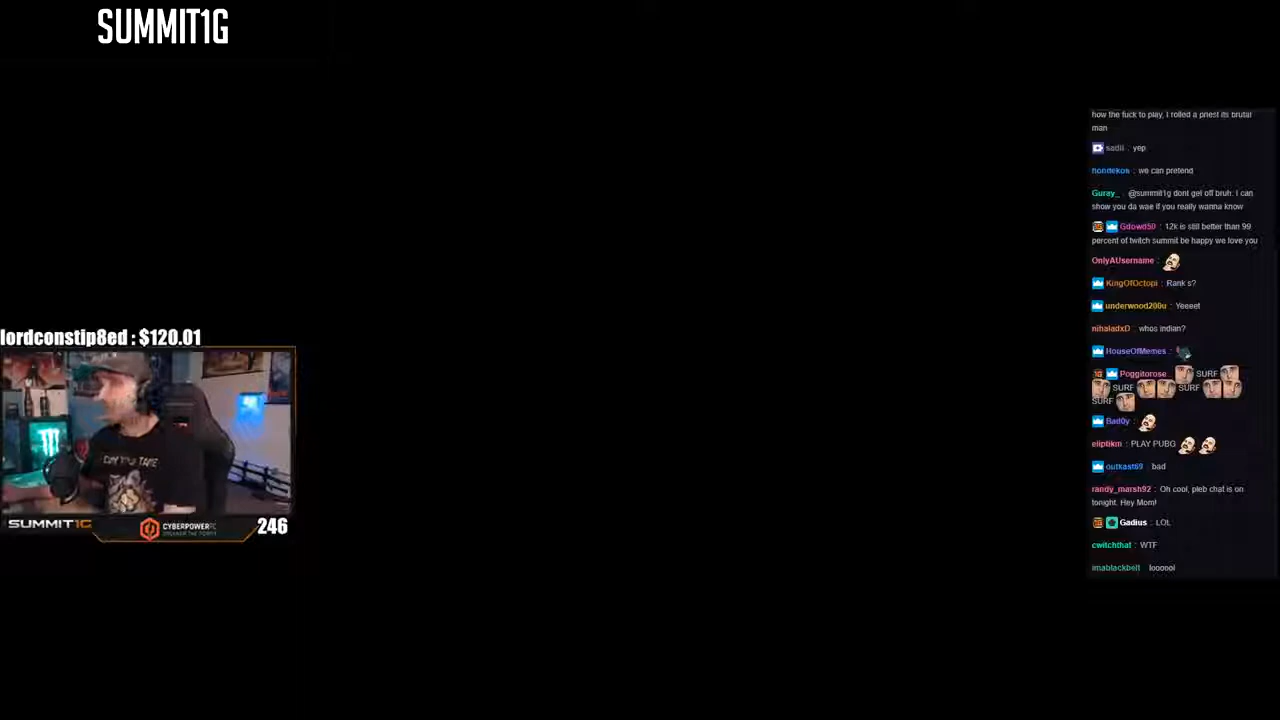 SUMMIT1G
how the fuck to play, I rolled a priest its brutal
man
sadii : yep
hondekos : we can pretend
Guray_ : @summit1g dont get off bruh. I can
show you da wae if you really wanna know
Gdowd50 : 12k is still better than 99
percent of twitch summit be happy we love you
OnlyAUsername :
KingOfOctopi : Rank s?
underwood200u : Yeeeet
nihaladxD : whos indian?
HouseOfMemes :
Poggitorose : SURF
SURF SURF
SURF
Bad0y :
eliptikm : PLAY PUBG
outkast69 : bad
randy_marsh92 : Oh cool, pleb chat is on
tonight. Hey Mom!
Gadius : LOL
cwitchthat : WTF
imablackbelt loooool
lordconstip8ed : $120.01
SUMMIT1G
CYBERPOWERPC
246